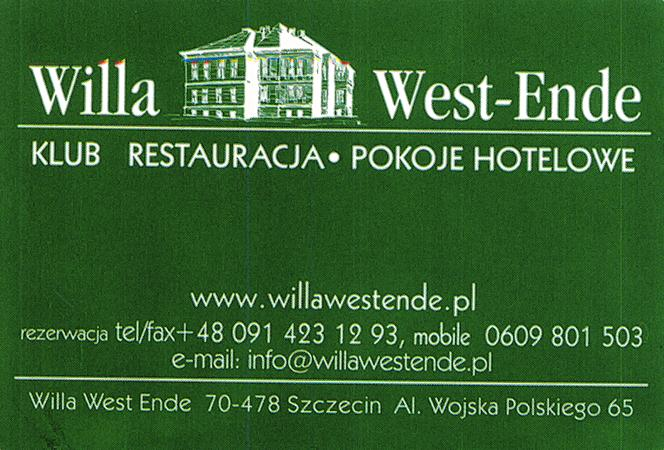 Willa West-Ende
KLUB RESTAURACJA • POKOJE HOTELOWE
www.willawestende.pl
rezerwacja tel/fax+48 091 423 12 93, mobile 0609 801 503
e-mail: info@willawestende.pl
Willa West Ende 70-478 Szczecin Al. Wojska Polskiego 65